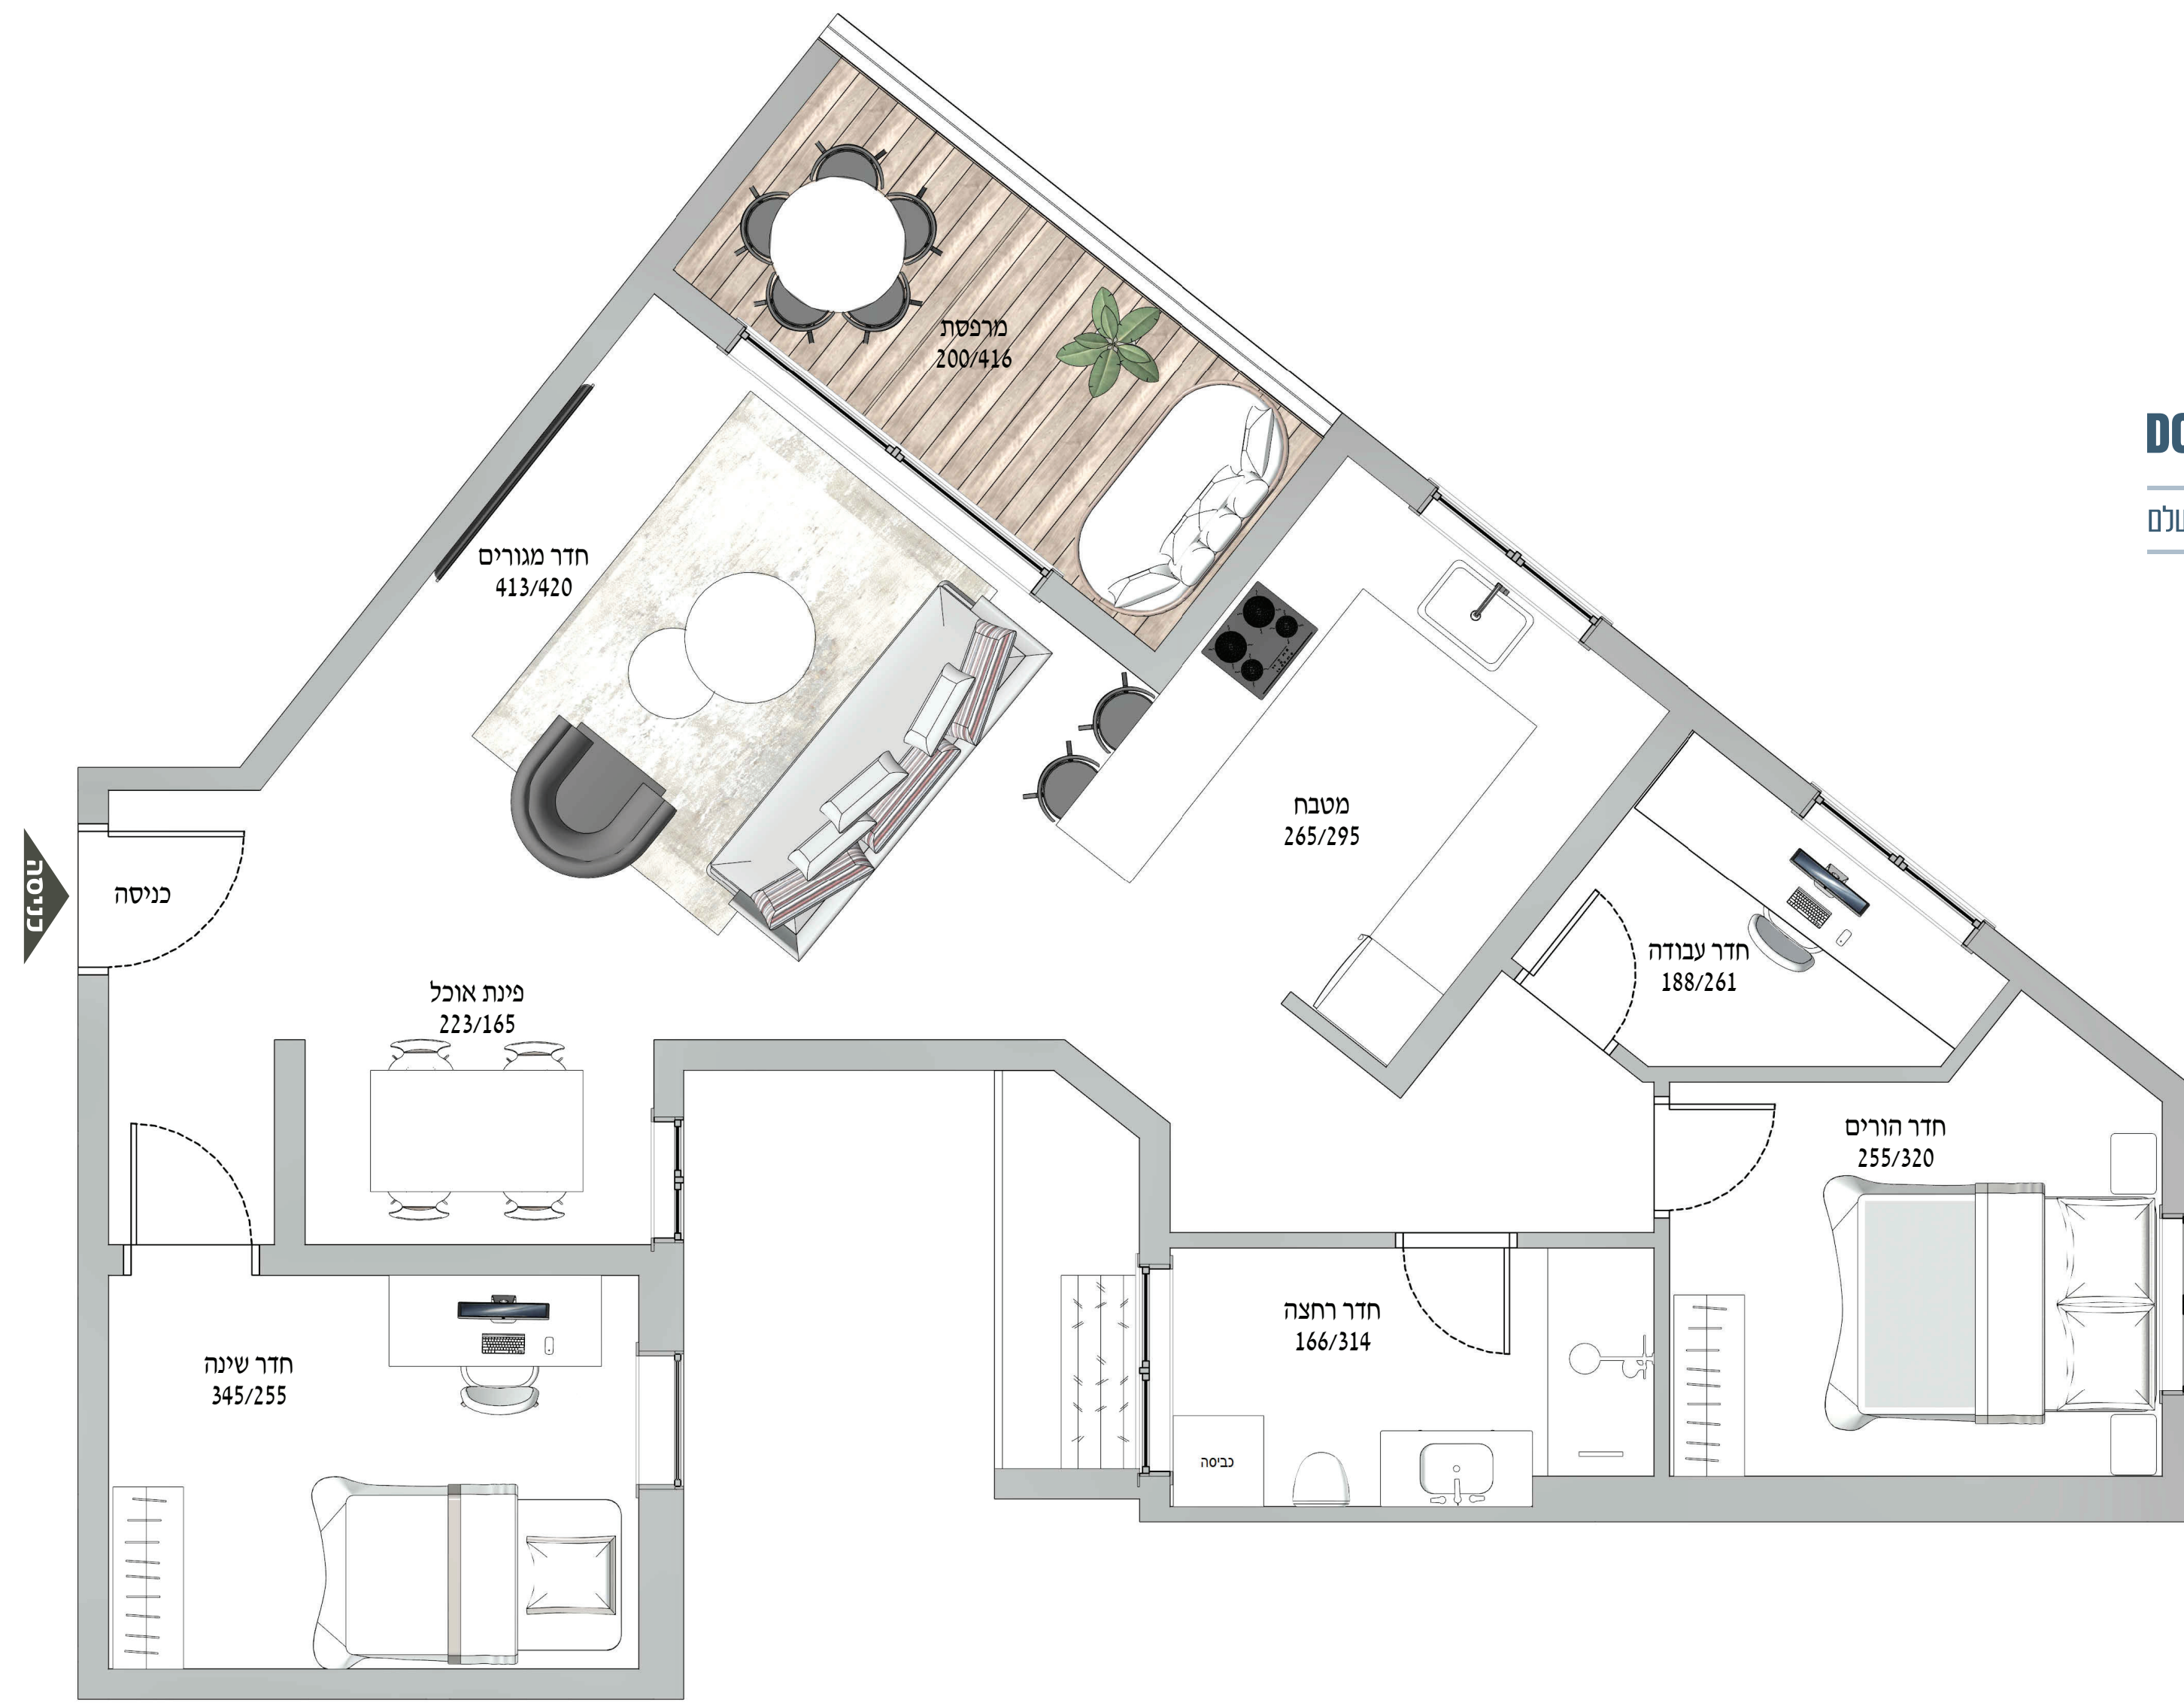 מרפסת
200/416
חדר מגורים
413/420
מטבח
265/295
כניסה
כניסה
חדר עבודה
188/261
פינת אוכל
223/165
חדר הורים
255/320
חדר רחצה
166/314
חדר שינה
345/255
כביסה